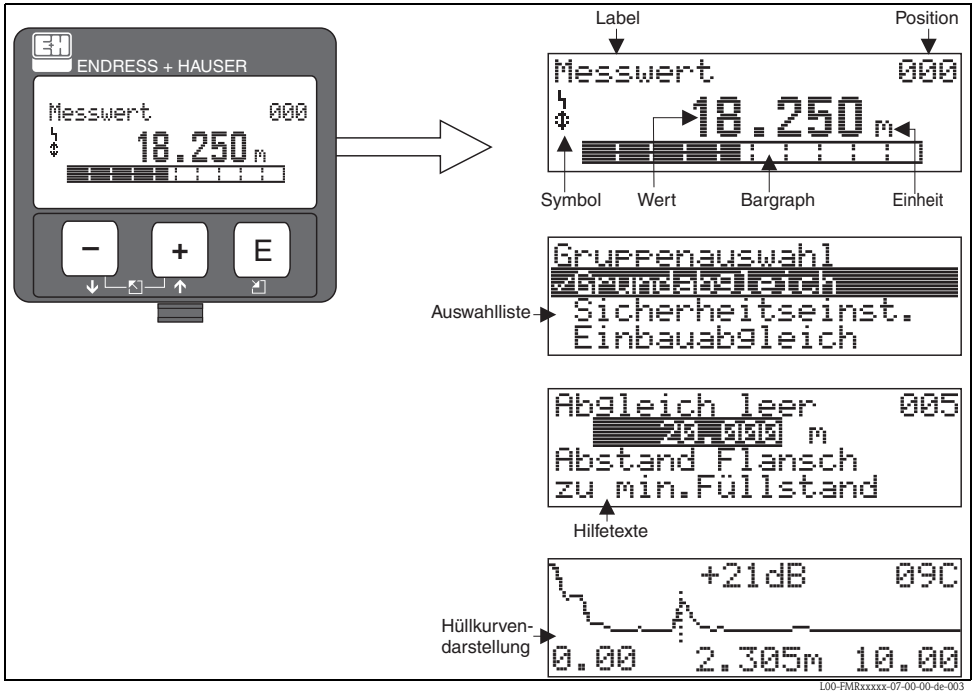 E+H
ENDRESS + HAUSER
Messwert 000
18.250 m
− + E
Label Position
Messwert 000
18.250 m
Symbol Wert Bargraph Einheit
Gruppenauswahl
Grundabgleich
Auswahlliste
Sicherheitseinst.
Einbauabgleich
Abgleich leer 005
20.000 m
Abstand Flansch
zu min.Füllstand
Hilfetexte
+21dB 09C
Hüllkurven-
darstellung
0.00 2.305m 10.00
L00-FMRxxxxx-07-00-00-de-003